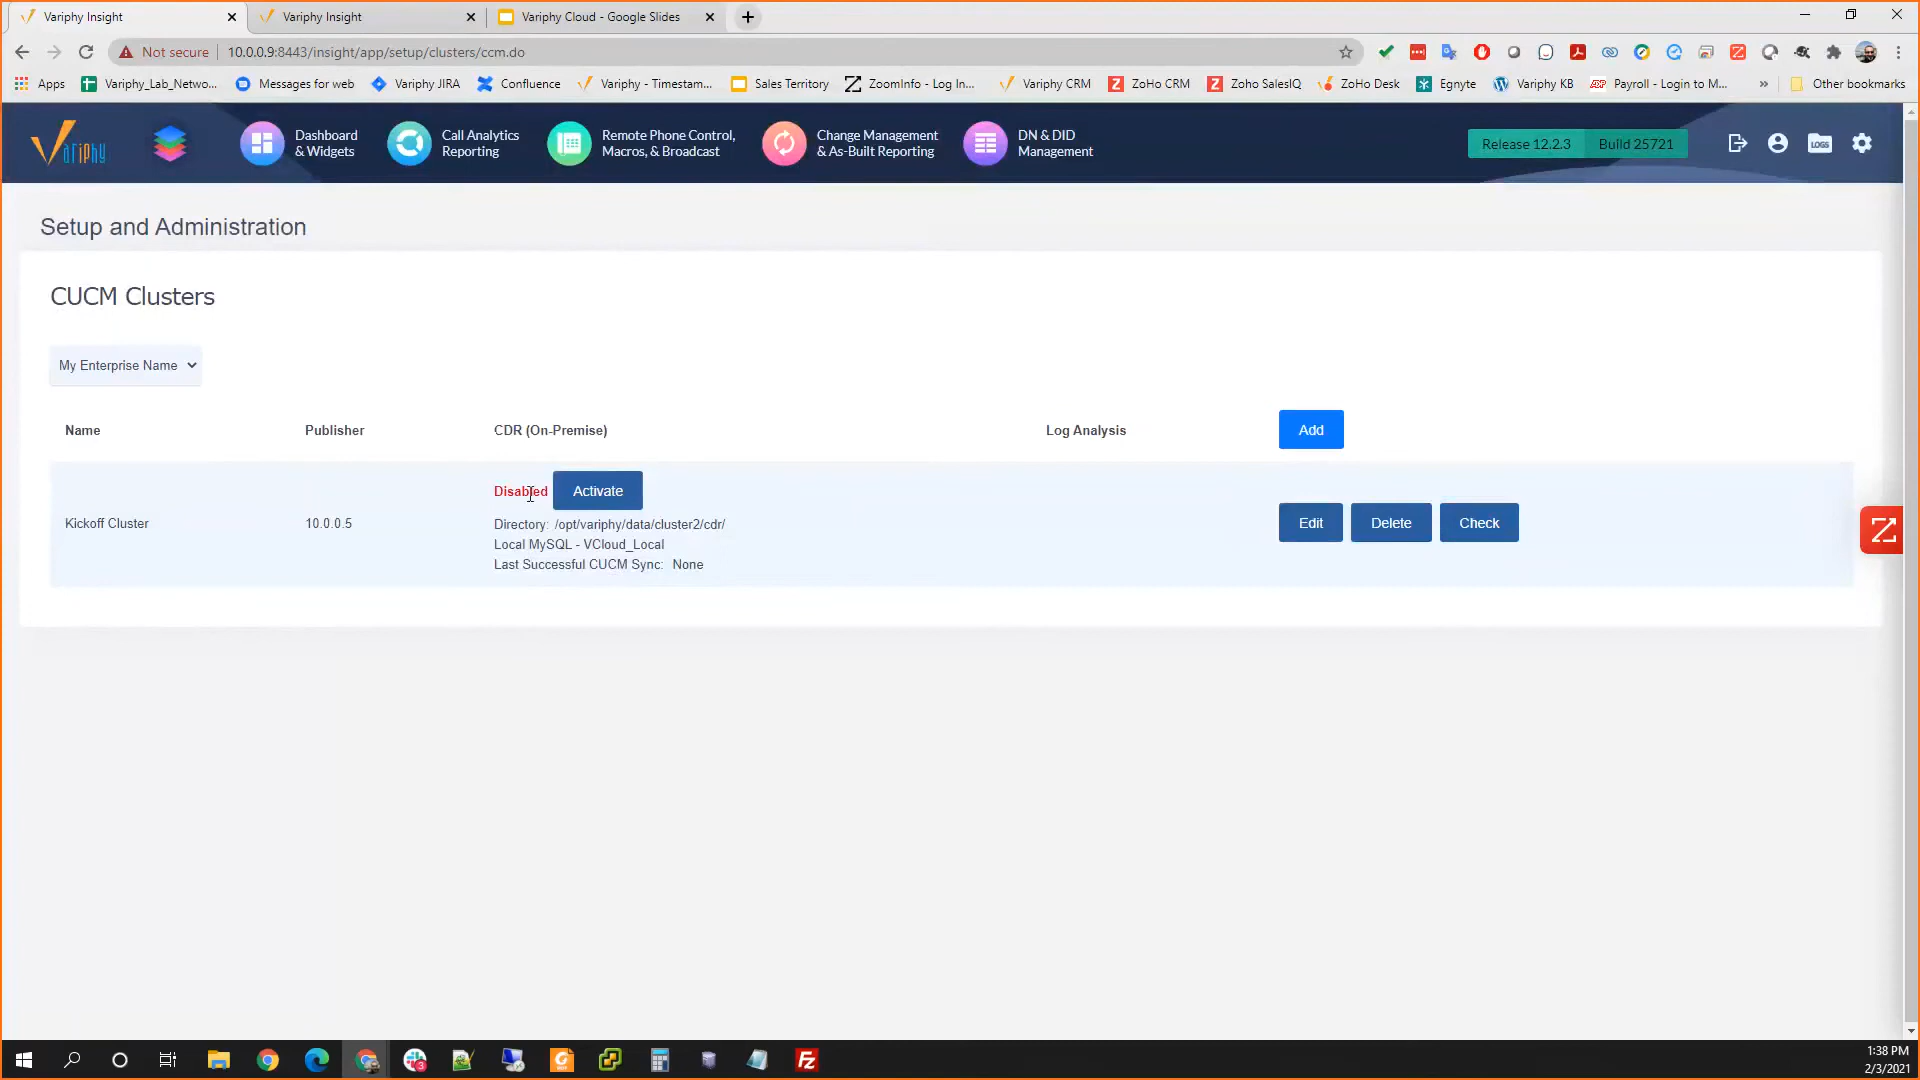 Variphy Insight
Variphy Insight
Variphy Cloud - Google Slides
Not secure
10.0.0.9:8443/insight/app/setup/clusters/ccm.do
Apps
Variphy_Lab_Netwo...
Messages for web
Variphy JIRA
Confluence
Variphy - Timestam...
Sales Territory
ZoomInfo - Log In...
Variphy CRM
ZoHo CRM
Zoho SalesIQ
ZoHo Desk
Egnyte
Variphy KB
Payroll - Login to M...
»
Other bookmarks
Variphy
Dashboard
& Widgets
Call Analytics
Reporting
Remote Phone Control,
Macros, & Broadcast
Change Management
& As-Built Reporting
DN & DID
Management
Release 12.2.3
Build 25721
LOGS
Setup and Administration
CUCM Clusters
My Enterprise Name
Name
Publisher
CDR (On-Premise)
Log Analysis
Add
Kickoff Cluster
10.0.0.5
Disabled
Activate
Directory: /opt/variphy/data/cluster2/cdr/
Local MySQL - VCloud_Local
Last Successful CUCM Sync: None
Edit
Delete
Check
1:38 PM
2/3/2021